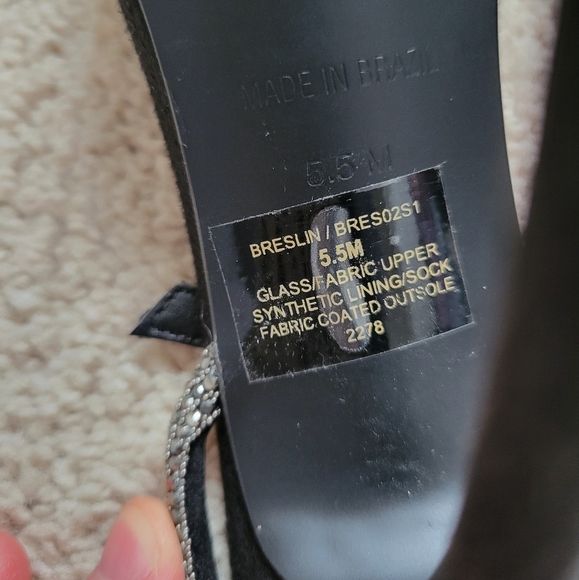 MADE IN BRAZIL
5.5 M
BRESLIN / BRES02S1
5.5M
GLASS/FABRIC UPPER
SYNTHETIC LINING/SOCK
FABRIC COATED OUTSOLE
2278